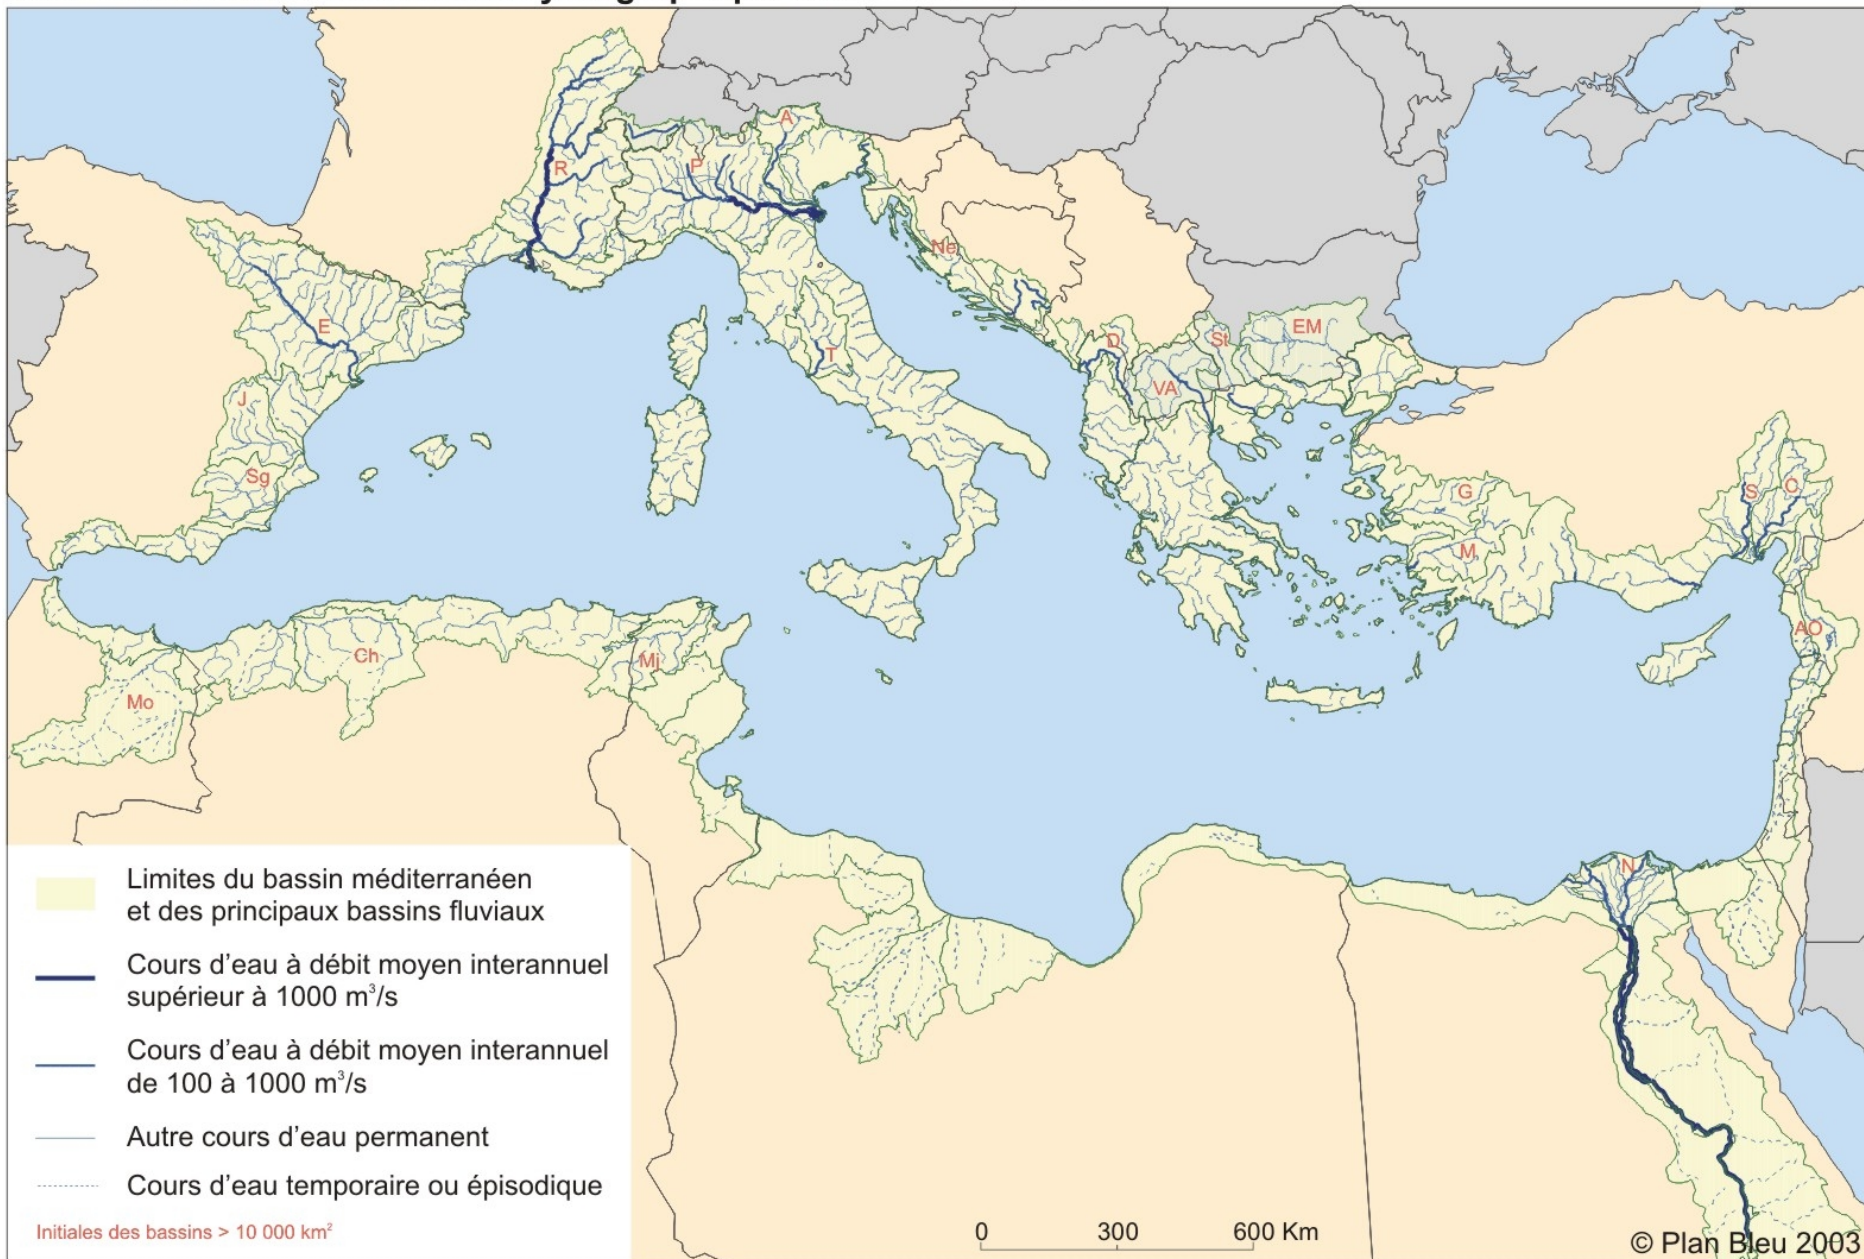 A
R
P
Ne
E
T
D
St
EM
VA
J
Sg
G
S
C
M
AO
Ch
Mj
Mo
N
Limites du bassin méditerranéen
et des principaux bassins fluviaux
Cours d'eau à débit moyen interannuel
supérieur à 1000 m³/s
Cours d'eau à débit moyen interannuel
de 100 à 1000 m³/s
Autre cours d'eau permanent
Cours d'eau temporaire ou épisodique
Initiales des bassins > 10 000 km²
0 300 600 Km
© Plan Bleu 2003